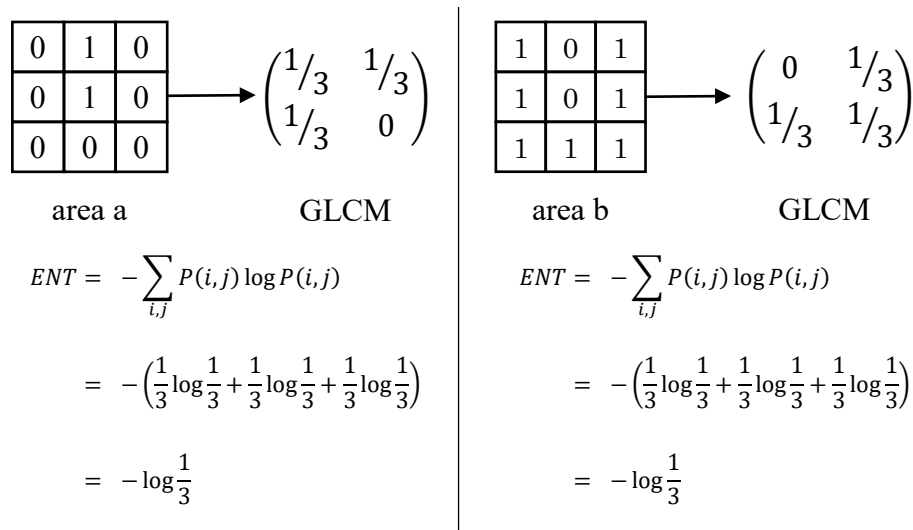 0 1 0
0 1 0
0 0 0
1/3 1/3
1/3 0
area a GLCM
ENT = −∑ P(i,j) log P(i,j)
i,j
= −(1/3 log 1/3 + 1/3 log 1/3 + 1/3 log 1/3)
= −log 1/3
1 0 1
1 0 1
1 1 1
0 1/3
1/3 1/3
area b GLCM
ENT = −∑ P(i,j) log P(i,j)
i,j
= −(1/3 log 1/3 + 1/3 log 1/3 + 1/3 log 1/3)
= −log 1/3